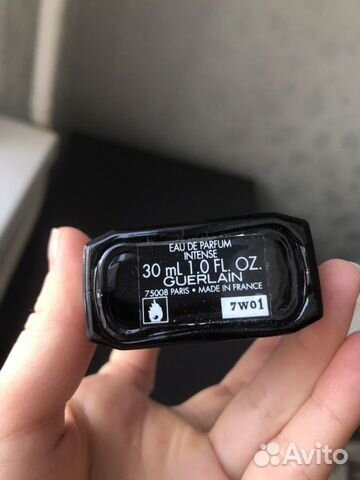 EAU DE PARFUM
INTENSE
30 ml 1.0 FL. OZ.
GUERLAIN
75008 PARIS • MADE IN FRANCE
7W01
Avito